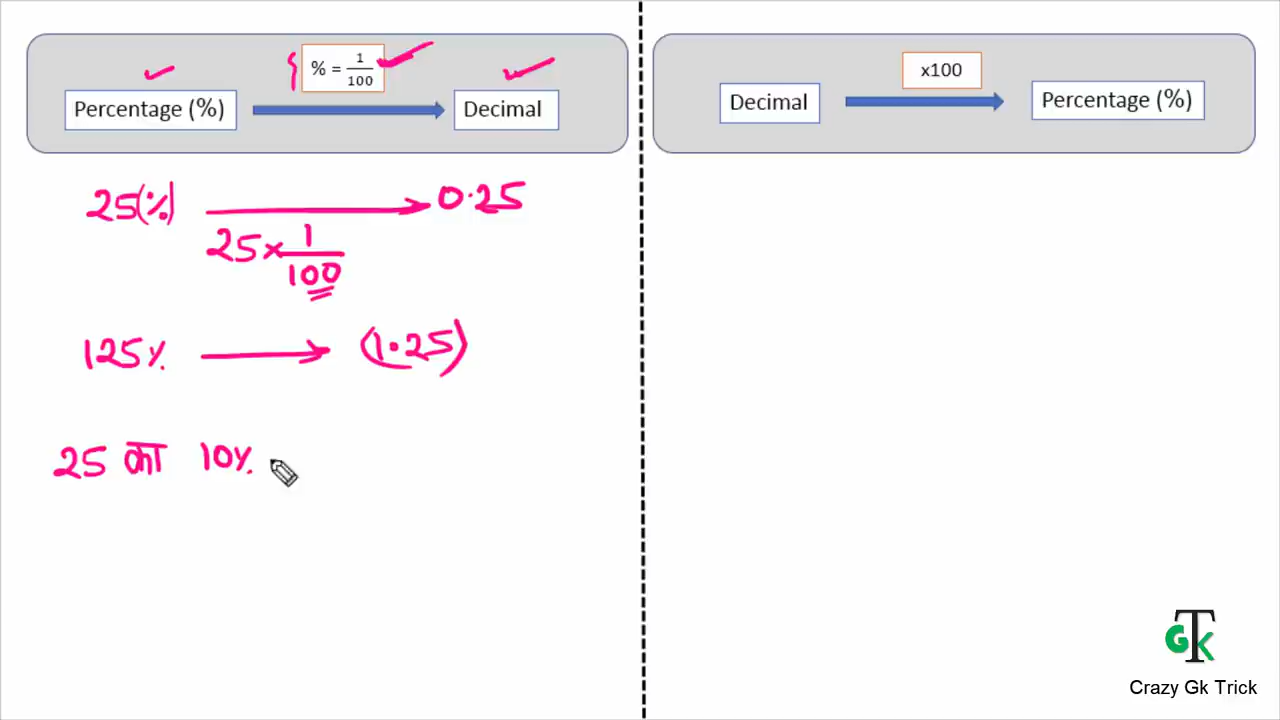 % = 1/100
Percentage (%)
Decimal
x100
Decimal
Percentage (%)
25(%)
0.25
25 × 1/100
125%
(1.25)
25 का 10%
GTK
Crazy Gk Trick